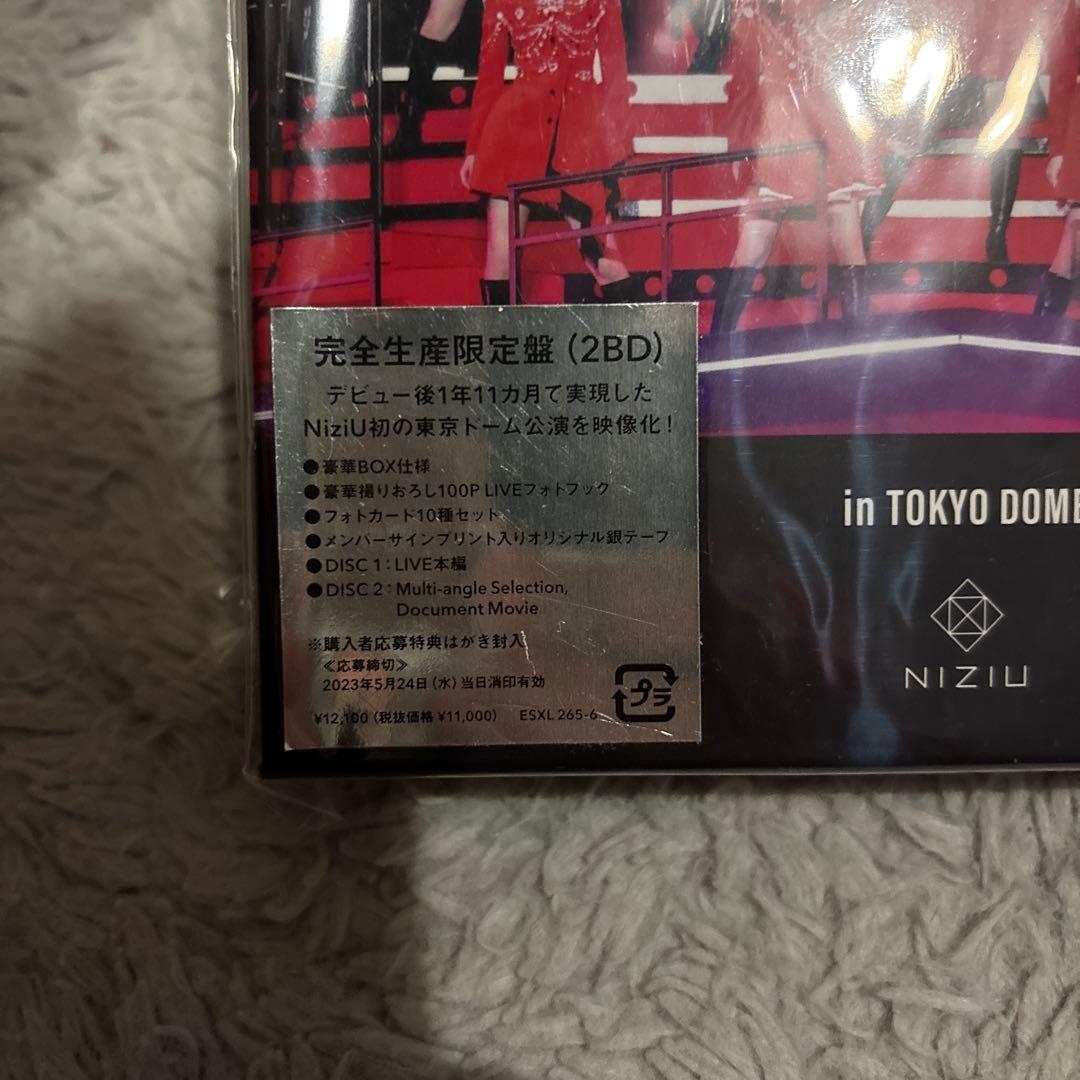 完全生産限定盤（2BD）
デビュー後1年11カ月で実現した
NiziU初の東京ドーム公演を映像化！
●豪華BOX仕様
●豪華撮りおろし100P LIVEフォトブック
●フォトカード10種セット
●メンバーサインプリント入りオリジナル銀テープ
●DISC 1：LIVE本編
●DISC 2：Multi-angle Selection,
Document Movie
※購入者応募特典はがき封入
≪応募締切≫
2023年5月24日（水）当日消印有効
¥12,100（税抜価格 ¥11,000） ESXL 265-6
プラ
in TOKYO DOME
NIZIU